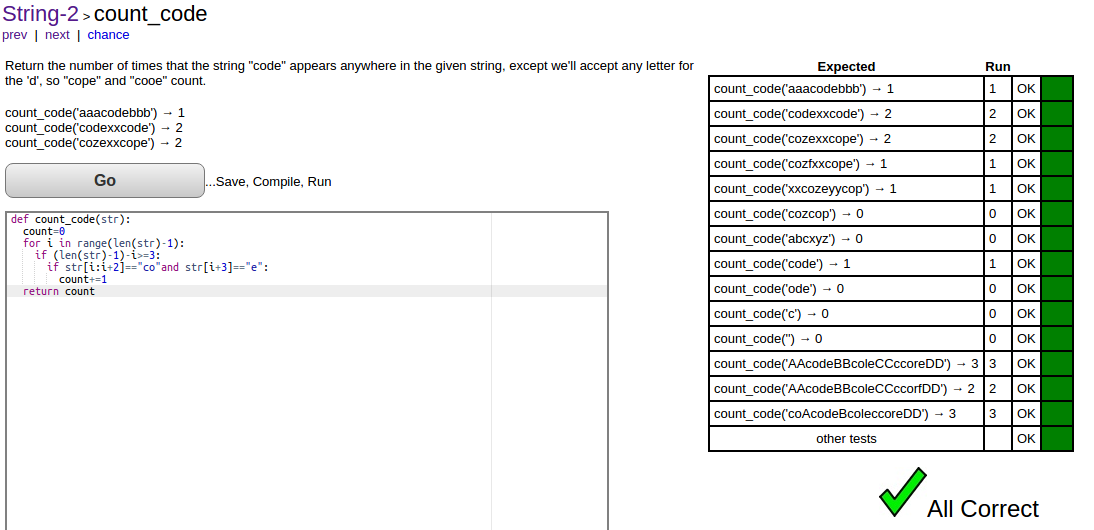 String-2 > count_code
prev | next | chance
Return the number of times that the string "code" appears anywhere in the given string, except we'll accept any letter for
the 'd', so "cope" and "cooe" count.
count_code('aaacodebbb') → 1
count_code('codexxcode') → 2
count_code('cozexxcope') → 2
Go ...Save, Compile, Run
def count_code(str):
  count=0
  for i in range(len(str)-1):
    if (len(str)-1)-i>=3:
      if str[i:i+2]=="co"and str[i+3]=="e":
        count+=1
  return count
Expected Run
count_code('aaacodebbb') → 1 1 OK
count_code('codexxcode') → 2 2 OK
count_code('cozexxcope') → 2 2 OK
count_code('cozfxxcope') → 1 1 OK
count_code('xxcozeyycop') → 1 1 OK
count_code('cozcop') → 0 0 OK
count_code('abcxyz') → 0 0 OK
count_code('code') → 1 1 OK
count_code('ode') → 0 0 OK
count_code('c') → 0 0 OK
count_code('') → 0 0 OK
count_code('AAcodeBBcoleCCccoreDD') → 3 3 OK
count_code('AAcodeBBcoleCCccorfDD') → 2 2 OK
count_code('coAcodeBcoleccoreDD') → 3 3 OK
other tests OK
All Correct